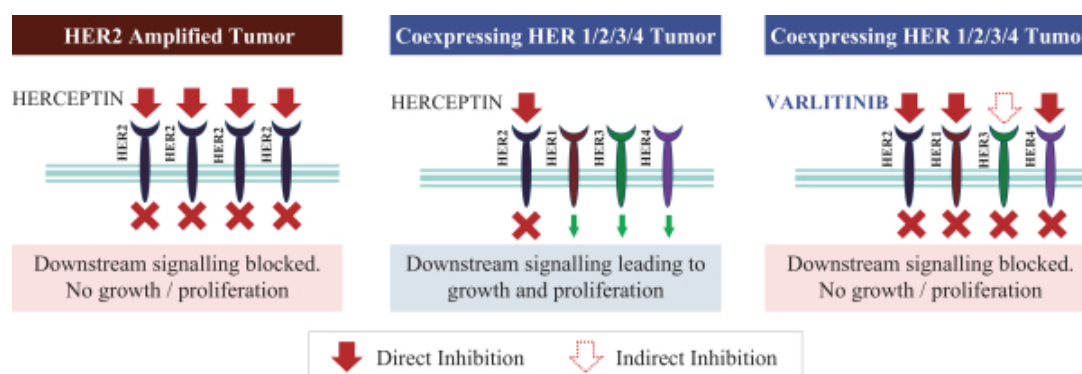 HER2 Amplified Tumor
HERCEPTIN
HER2
HER2
HER2
HER2
Downstream signalling blocked.
No growth / proliferation
Coexpressing HER 1/2/3/4 Tumor
HERCEPTIN
HER2
HER1
HER3
HER4
Downstream signalling leading to
growth and proliferation
Coexpressing HER 1/2/3/4 Tumo
VARLITINIB
HER2
HER1
HER3
HER4
Downstream signalling blocked.
No growth / proliferation
Direct Inhibition
Indirect Inhibition